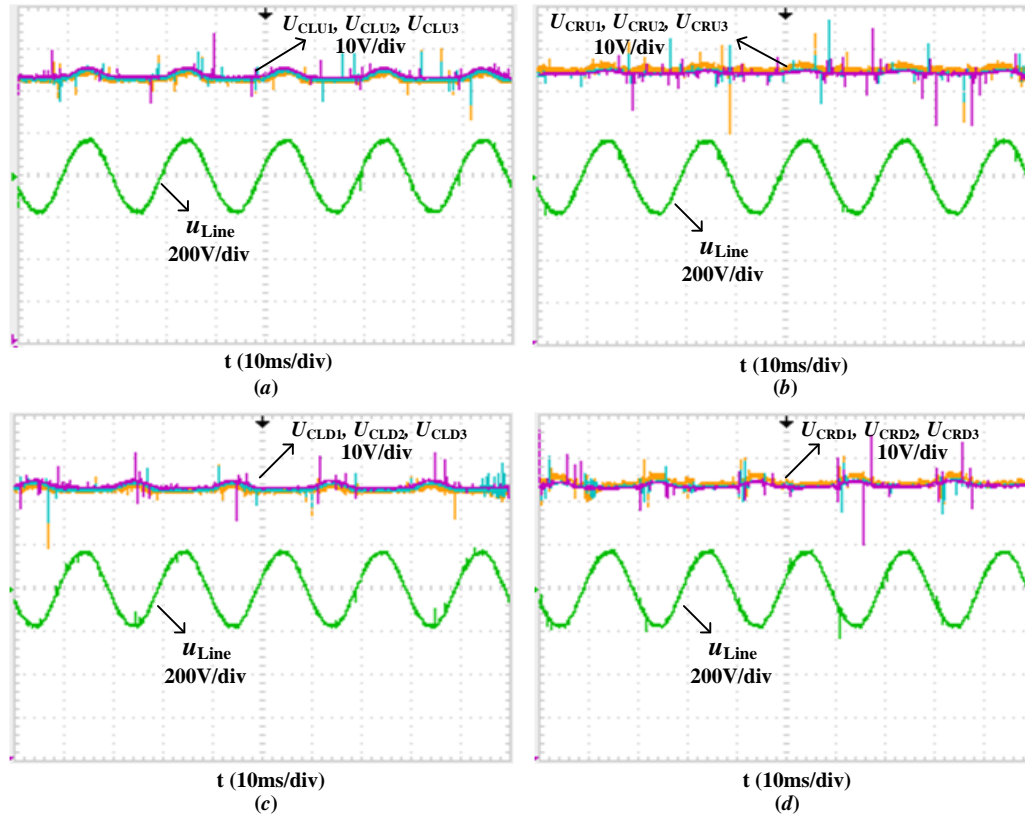 U_CLU1, U_CLU2, U_CLU3
10V/div
u_Line
200V/div
t (10ms/div)
(a)
U_CRU1, U_CRU2, U_CRU3
10V/div
u_Line
200V/div
t (10ms/div)
(b)
U_CLD1, U_CLD2, U_CLD3
10V/div
u_Line
200V/div
t (10ms/div)
(c)
U_CRD1, U_CRD2, U_CRD3
10V/div
u_Line
200V/div
t (10ms/div)
(d)